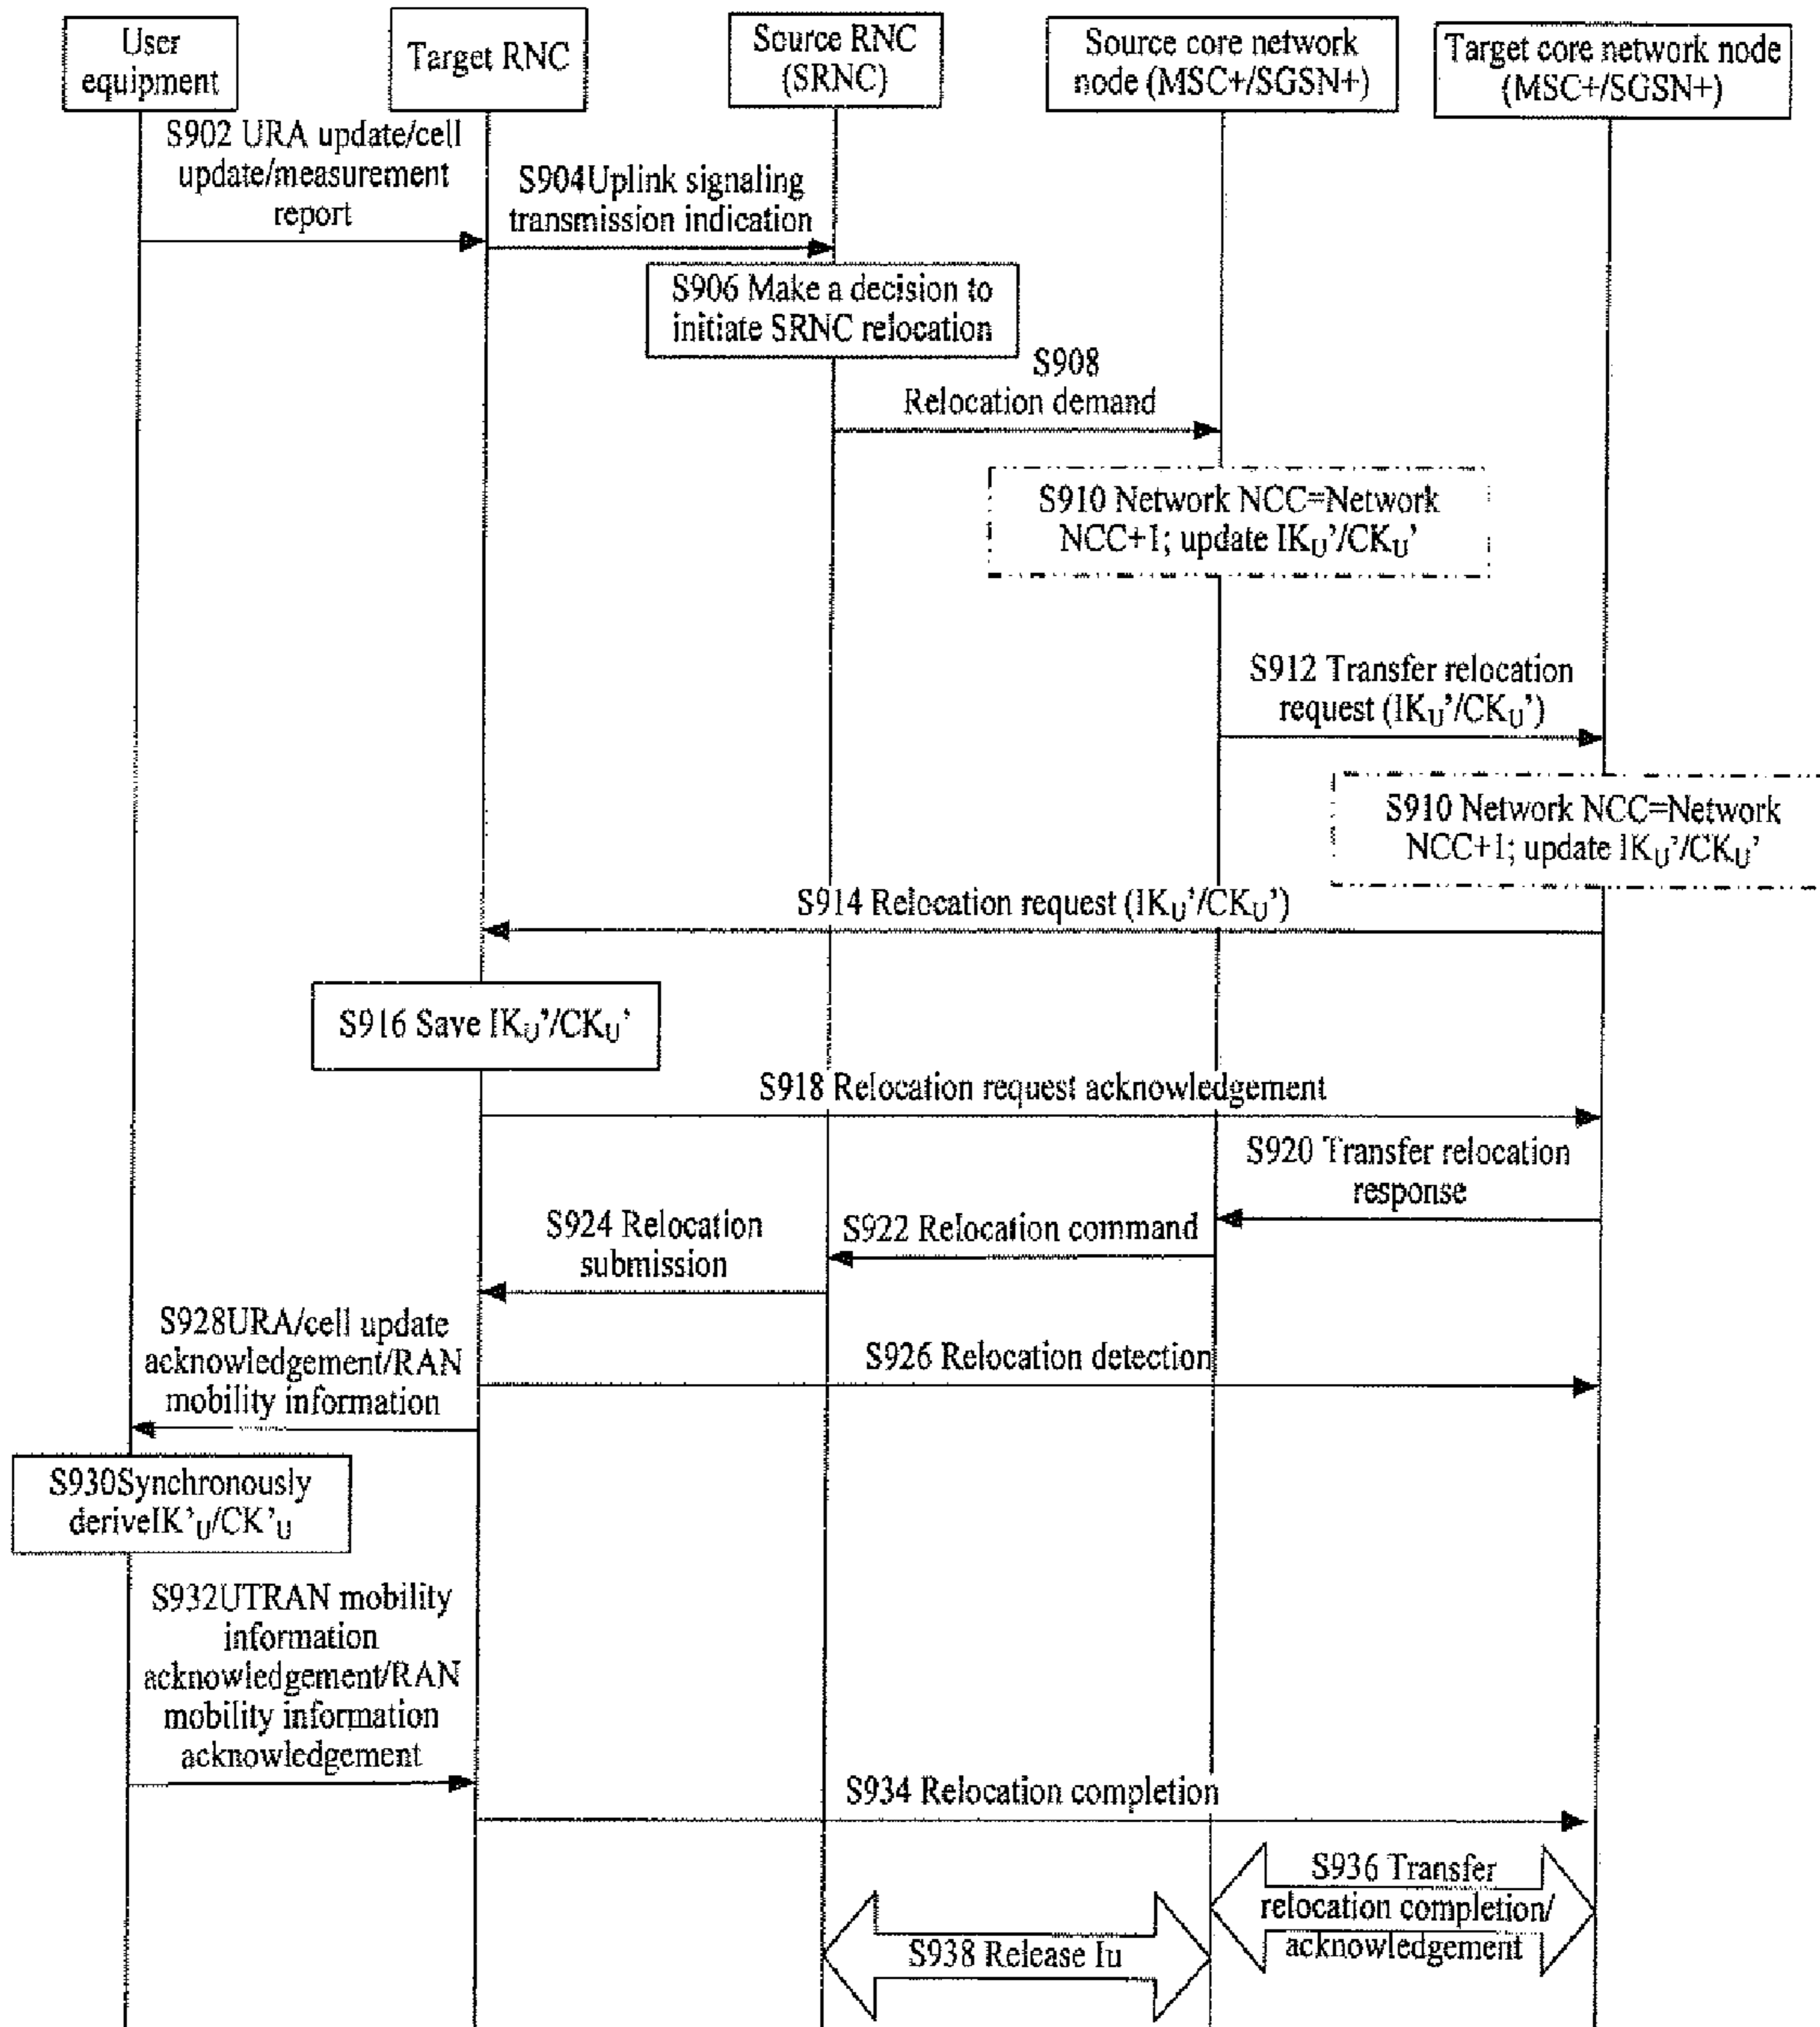 User
equipment
Target RNC
Source RNC
(SRNC)
Source core network
node (MSC+/SGSN+)
Target core network node
(MSC+/SGSN+)
S902 URA update/cell
update/measurement
report
S904Uplink signaling
transmission indication
S906 Make a decision to
initiate SRNC relocation
S908
Relocation demand
S910 Network NCC=Network
NCC+1; update IKU'/CKU'
S912 Transfer relocation
request (IKU'/CKU')
S910 Network NCC=Network
NCC+1; update IKU'/CKU'
S914 Relocation request (IKU'/CKU')
S916 Save IKU'/CKU'
S918 Relocation request acknowledgement
S920 Transfer relocation
response
S922 Relocation command
S924 Relocation
submission
S928URA/cell update
acknowledgement/RAN
mobility information
S926 Relocation detection
S930Synchronously
deriveIK'U/CK'U
S932UTRAN mobility
information
acknowledgement/RAN
mobility information
acknowledgement
S934 Relocation completion
S936 Transfer
relocation completion/
acknowledgement
S938 Release Iu